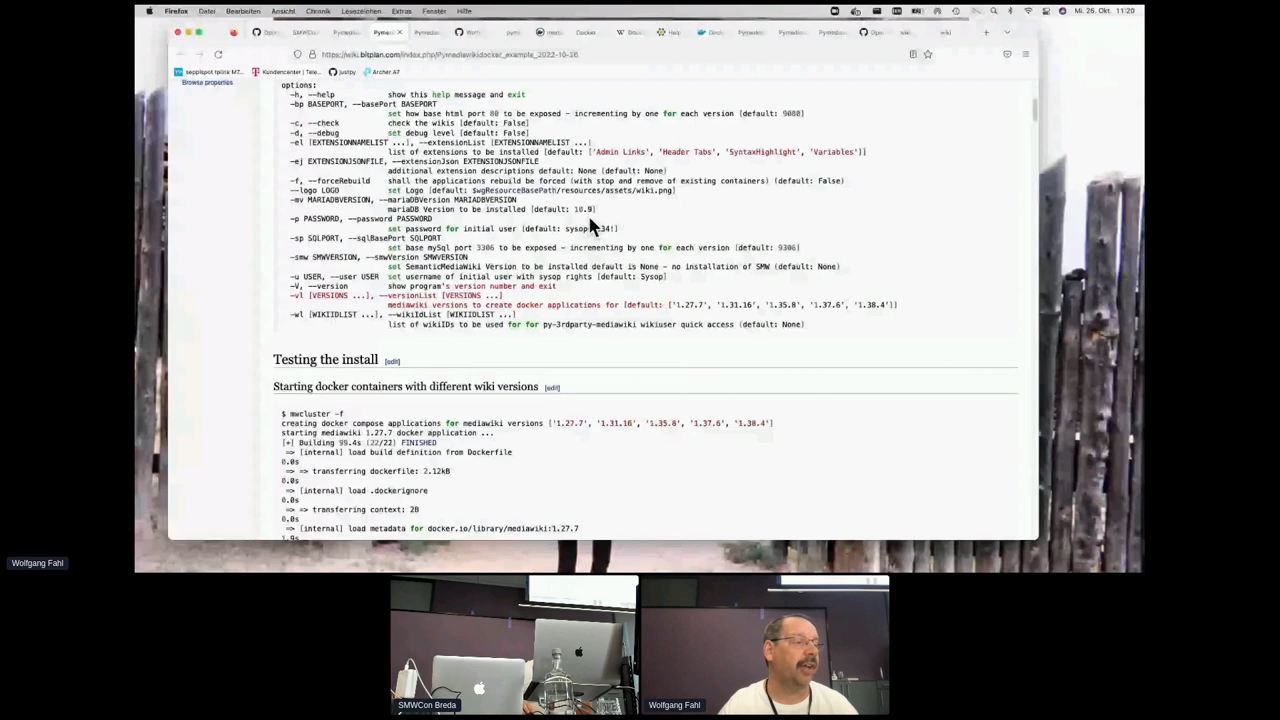 Firefox Datei Bearbeiten Ansicht Chronik Lesezeichen Extras Fenster Hilfe Mi. 26. Okt. 11:20
https://wiki.bitplan.com/index.php/Pymediawikidocker_example_2022-10-26
seppilspot tplink M7... Kundencenter | Tele... justpy Archer A7
Browse properties
options:
-h, --help show this help message and exit
-bp BASEPORT, --basePort BASEPORT
set how base html port 80 to be exposed - incrementing by one for each version [default: 9080]
-c, --check check the wikis [default: False]
-d, --debug set debug level [default: False]
-el [EXTENSIONNAMELIST ...], --extensionList [EXTENSIONNAMELIST ...]
list of extensions to be installed [default: ['Admin Links', 'Header Tabs', 'SyntaxHighlight', 'Variables']]
-ej EXTENSIONJSONFILE, --extensionJson EXTENSIONJSONFILE
additional extension descriptions default: None (default: None)
-f, --forceRebuild shall the applications rebuild be forced (with stop and remove of existing containers) (default: False)
--logo LOGO set Logo [default: $wgResourceBasePath/resources/assets/wiki.png]
-mv MARIADBVERSION, --mariaDBVersion MARIADBVERSION
mariaDB Version to be installed [default: 10.9]
-p PASSWORD, --password PASSWORD
set password for initial user [default: sysop 34!]
-sp SQLPORT, --sqlBasePort SQLPORT
set base mySql port 3306 to be exposed - incrementing by one for each version [default: 9306]
-smw SMWVERSION, --smwVersion SMWVERSION
set SemanticMediaWiki Version to be installed default is None - no installation of SMW (default: None)
-u USER, --user USER set username of initial user with sysop rights [default: Sysop]
-V, --version show program's version number and exit
-vl [VERSIONS ...], --versionList [VERSIONS ...]
mediawiki versions to create docker applications for [default: ['1.27.7', '1.31.16', '1.35.8', '1.37.6', '1.38.4']]
-wl [WIKIIDLIST ...], --wikiIdList [WIKIIDLIST ...]
list of wikiIDs to be used for for py-3rdparty-mediawiki wikiuser quick access (default: None)
Testing the install [edit]
Starting docker containers with different wiki versions [edit]
$ mwcluster -f
creating docker compose applications for mediawiki versions ['1.27.7', '1.31.16', '1.35.8', '1.37.6', '1.38.4']
starting mediawiki 1.27.7 docker application ...
[+] Building 99.4s (22/22) FINISHED
=> [internal] load build definition from Dockerfile
0.0s
=> => transferring dockerfile: 2.12kB
0.0s
=> [internal] load .dockerignore
0.0s
=> => transferring context: 2B
0.0s
=> [internal] load metadata for docker.io/library/mediawiki:1.27.7
1.9s
Wolfgang Fahl
SMWCon Breda
Wolfgang Fahl